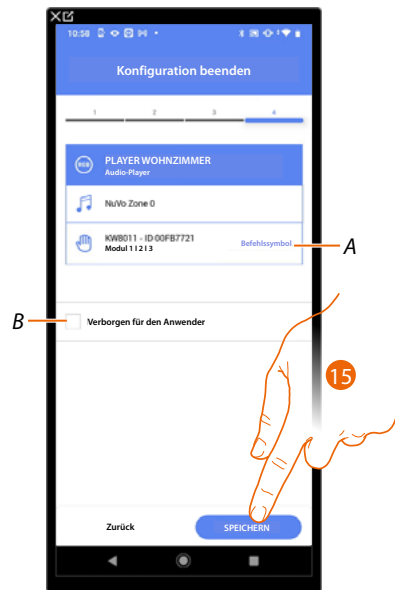 10:58
Konfiguration beenden
1 2 3 4
PLAYER WOHNZIMMER
Audio-Player
NuVo Zone 0
KW8011 - ID 00FB7721
Modul 1 I 2 I 3
Befehlssymbol
A
B
Verborgen für den Anwender
15
Zurück
SPEICHERN